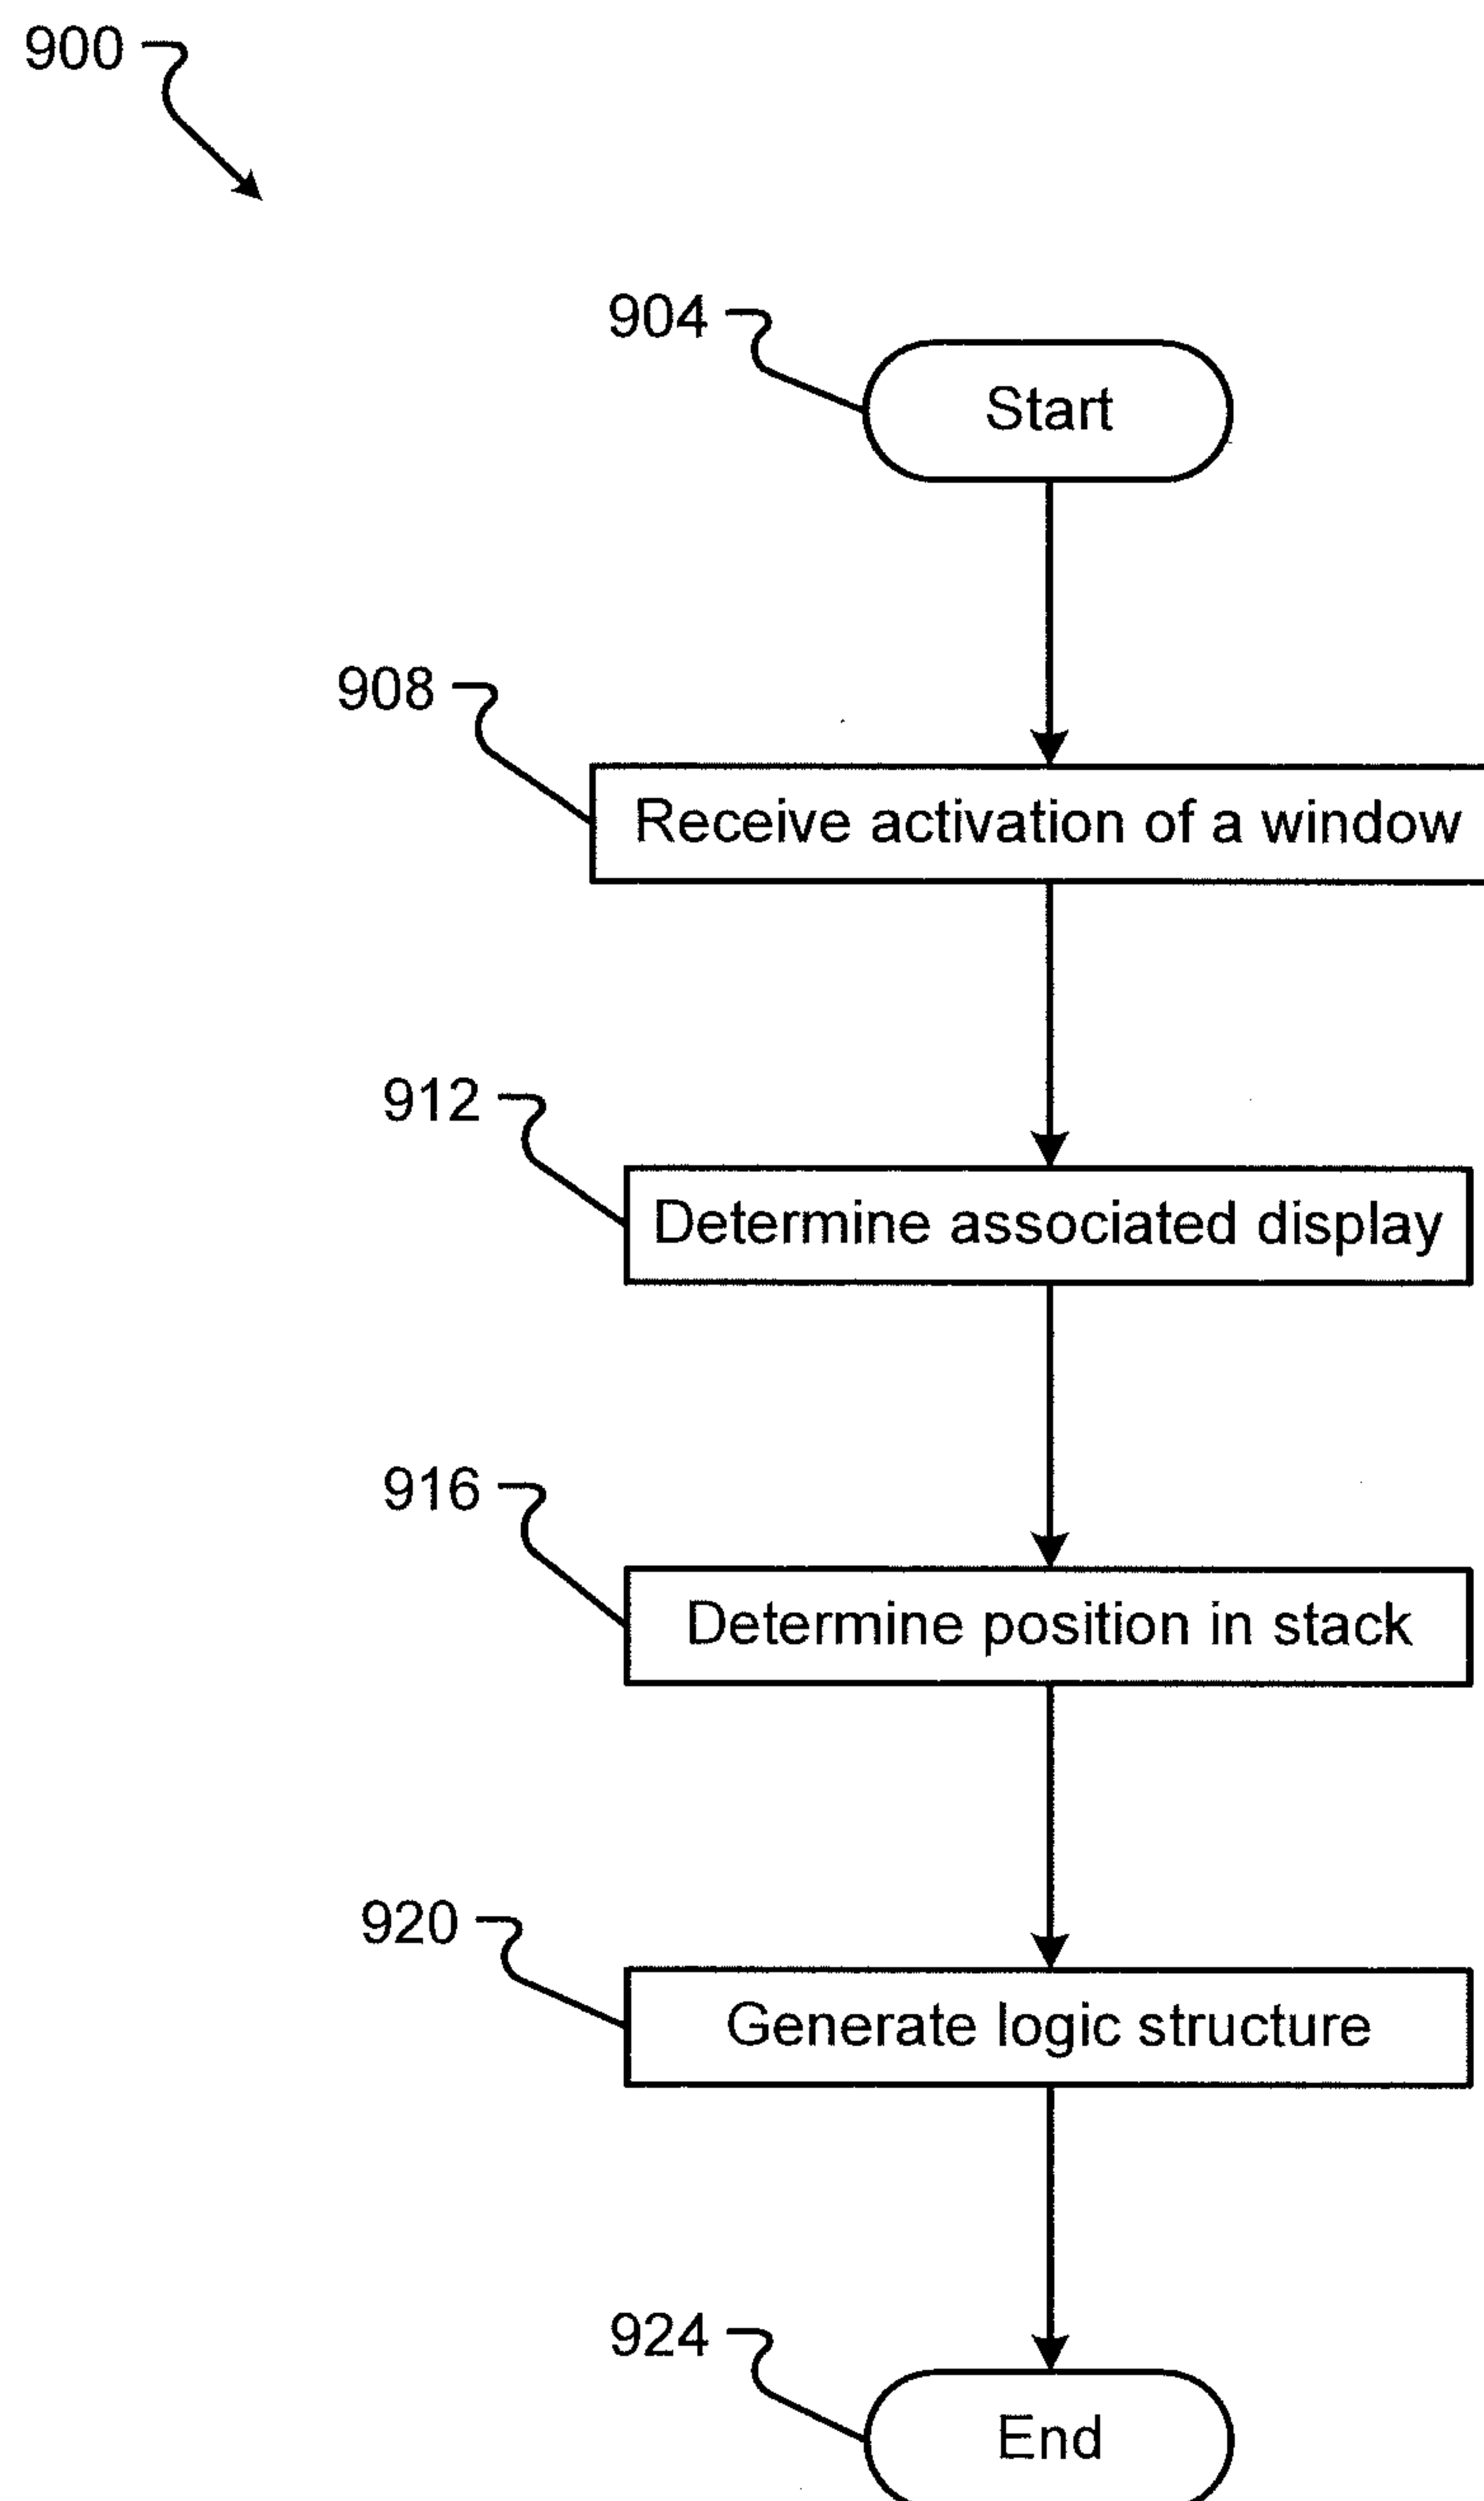 900
904
Start
908
Receive activation of a window
912
Determine associated display
916
Determine position in stack
920
Generate logic structure
924
End